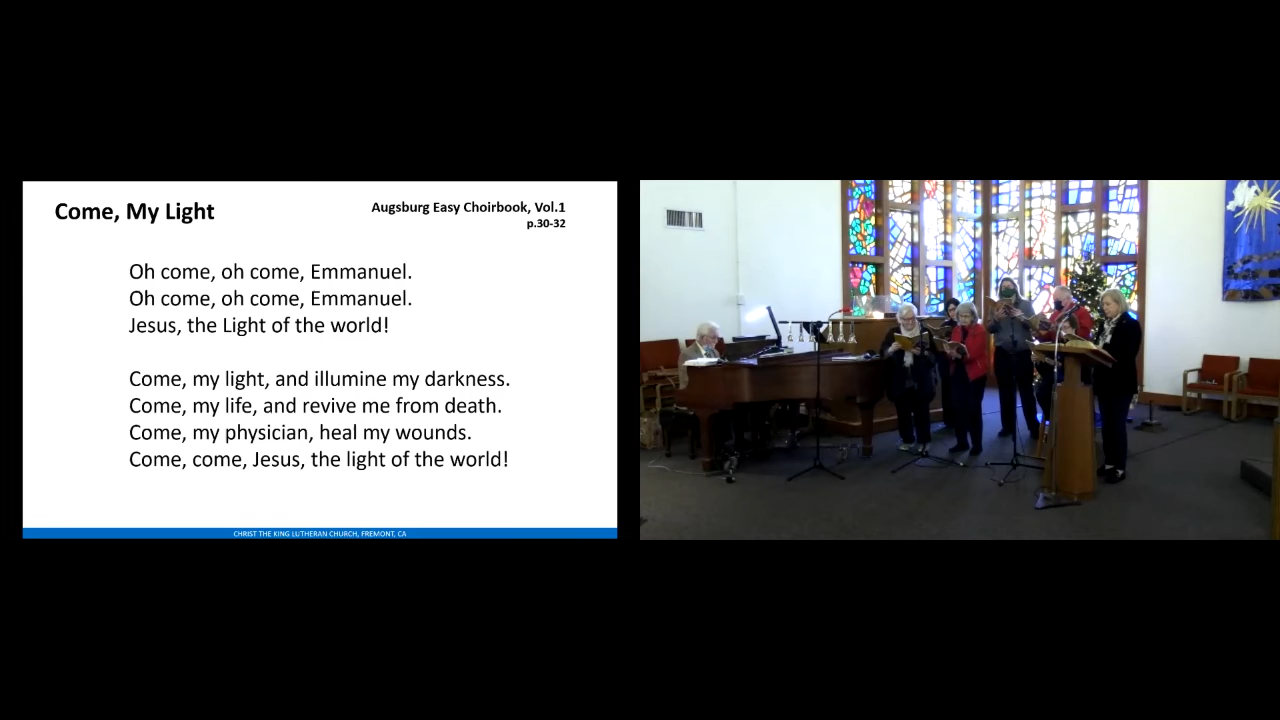 Come, My Light
Augsburg Easy Choirbook, Vol.1
p.30-32
Oh come, oh come, Emmanuel.
Oh come, oh come, Emmanuel.
Jesus, the Light of the world!
Come, my light, and illumine my darkness.
Come, my life, and revive me from death.
Come, my physician, heal my wounds.
Come, come, Jesus, the light of the world!
CHRIST THE KING LUTHERAN CHURCH, FREMONT, CA